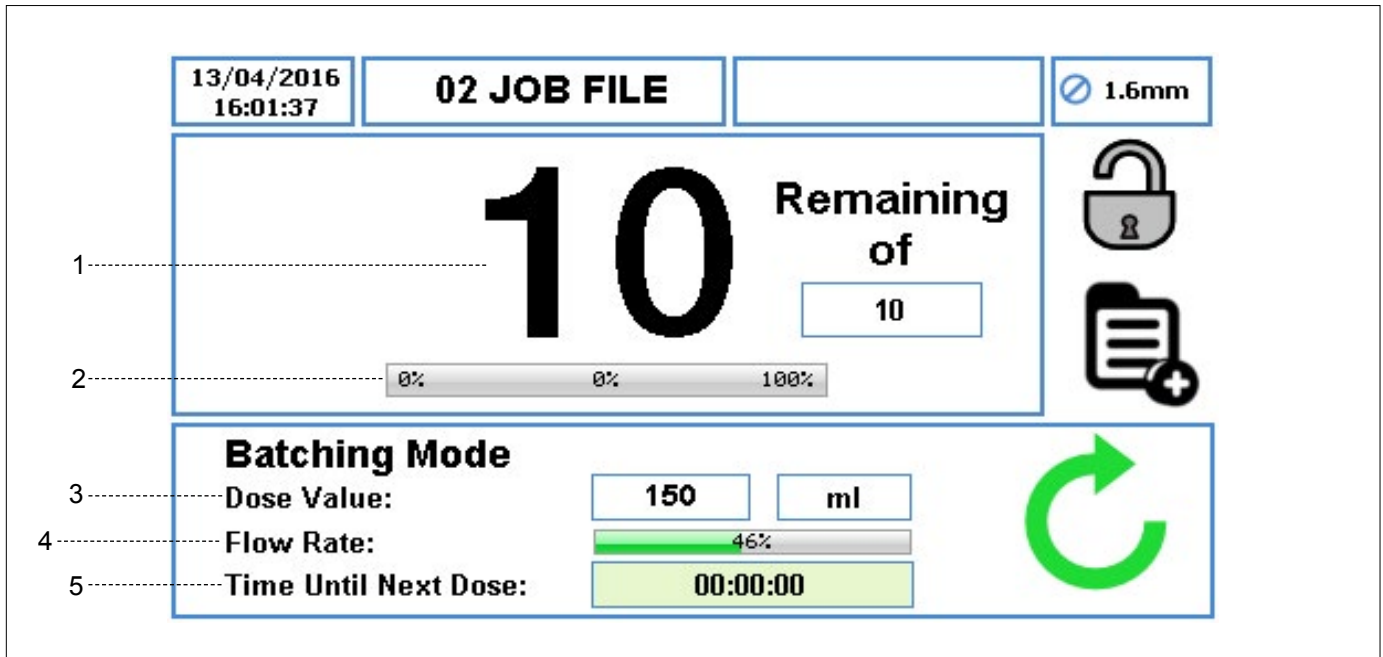 13/04/2016
16:01:37
02 JOB FILE
1.6mm
10
Remaining
of
10
1
2
0% 0% 100%
Batching Mode
3
Dose Value: 150 ml
4
Flow Rate: 46%
5
Time Until Next Dose: 00:00:00